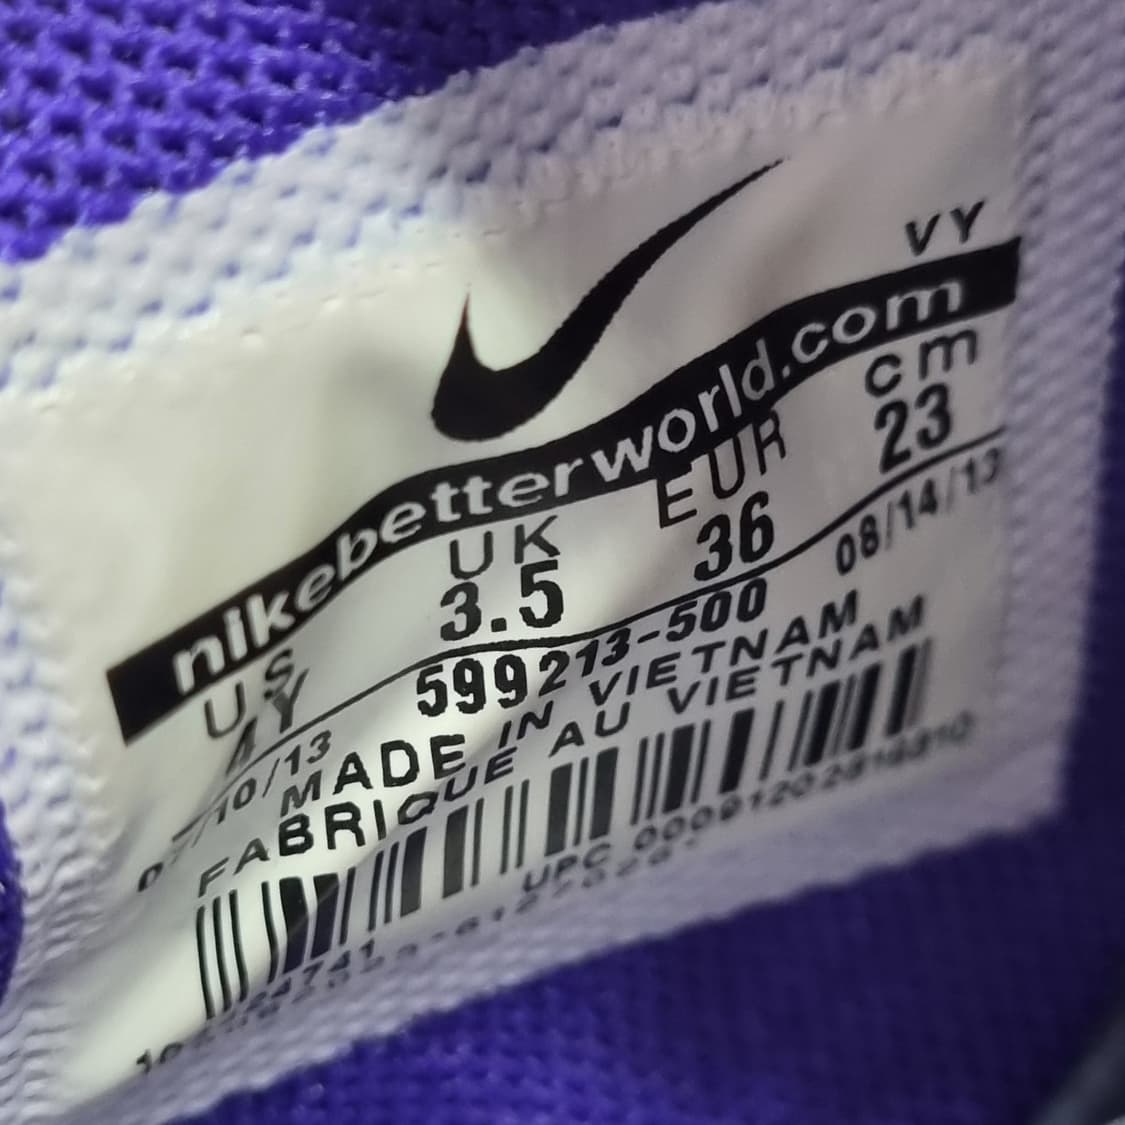 VY
nikebetterworld.com
US UK EUR cm
4Y 3.5 36 23
07/10/13 599213-500 08/14/13
MADE IN VIETNAM
FABRIQUE AU VIETNAM
UPC